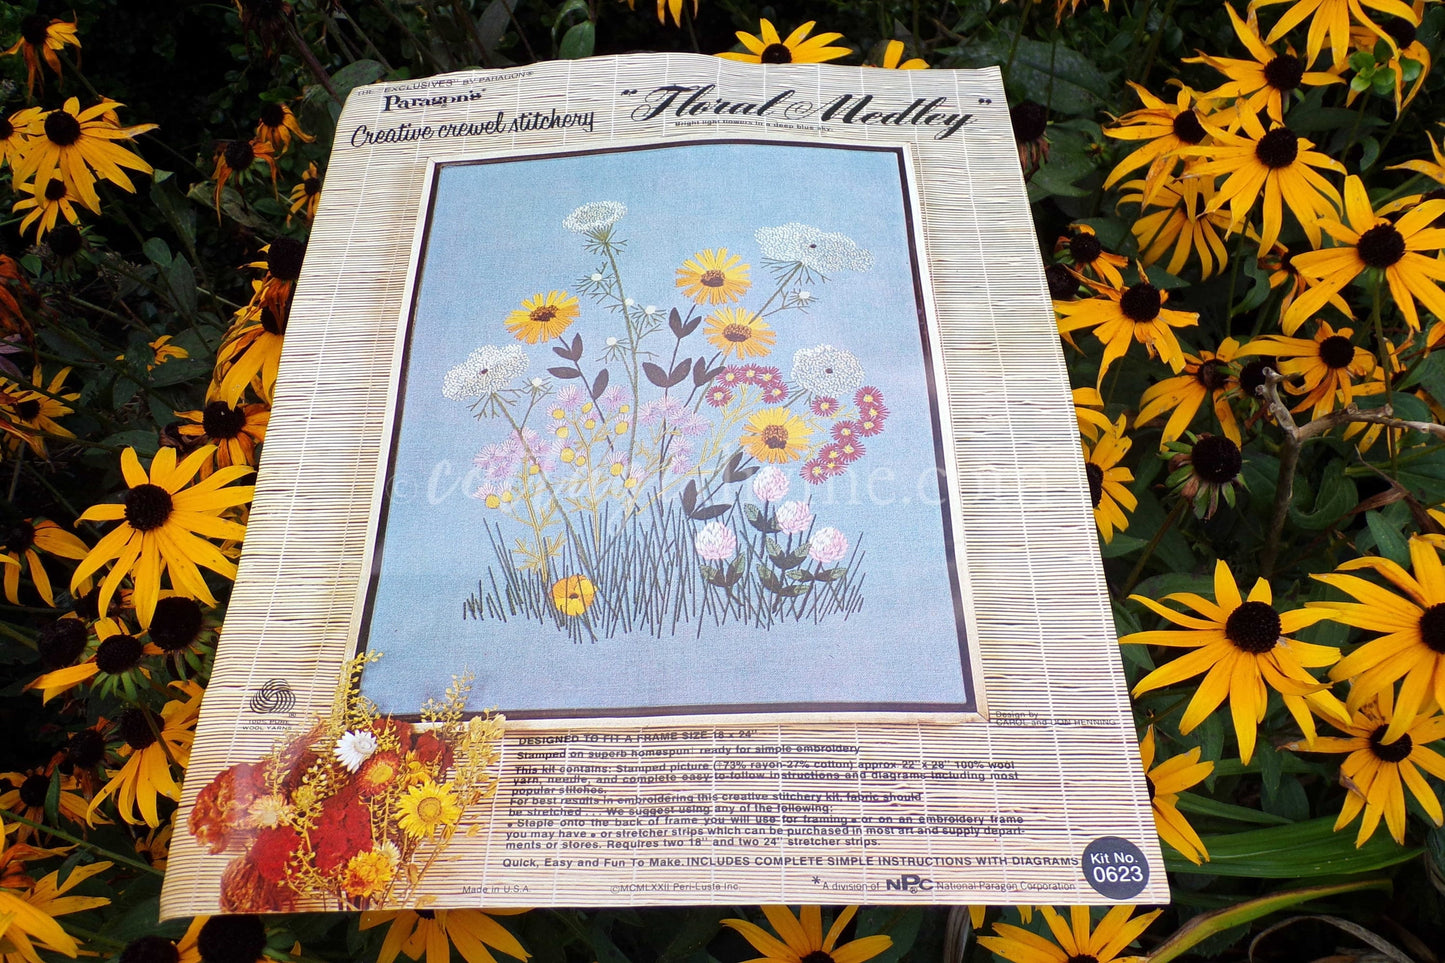 THE "EXCLUSIVES" BY PARAGON®
Paragon's*
Creative crewel stitchery
"Floral Medley"
Bright light flowers in a deep blue sky.
Design by
CAROL and DON HENNING
WOOL YARNS
DESIGNED TO FIT A FRAME SIZE 18 x 24"
Stamped on superb homespun: ready for simple embroidery
This kit contains: Stamped picture (73% rayon-27% cotton) approx 22" x 28" 100% wool
yarn needle, and complete easy-to-follow instructions and diagrams including most
popular stitches.
For best results in embroidering this creative stitchery kit, fabric should
be stretched . . . We suggest using any of the following:
• Staple onto the back of frame you will use for framing • or on an embroidery frame
you may have • or stretcher strips which can be purchased in most art and supply depart-
ments or stores. Requires two 18" and two 24" stretcher strips.
Quick, Easy and Fun To Make. INCLUDES COMPLETE SIMPLE INSTRUCTIONS WITH DIAGRAMS
Kit No.
0623
Made in U.S.A.
©MCMLXXII Peri-Lusta Inc.
*A division of NPC National Paragon Corporation